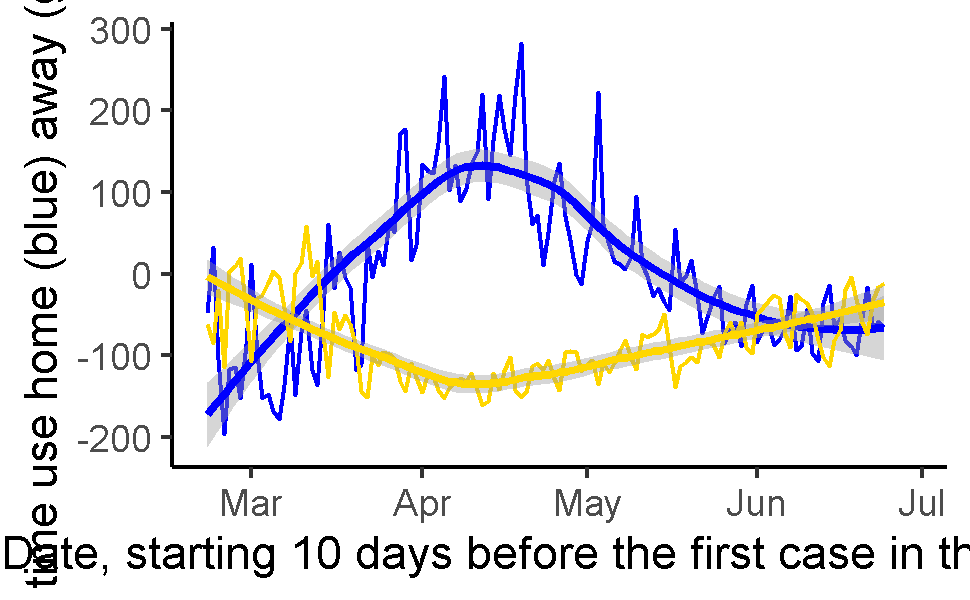 time use home (blue) away (
300
200
100
0
-100
-200
Mar Apr May Jun Jul
Date, starting 10 days before the first case in th